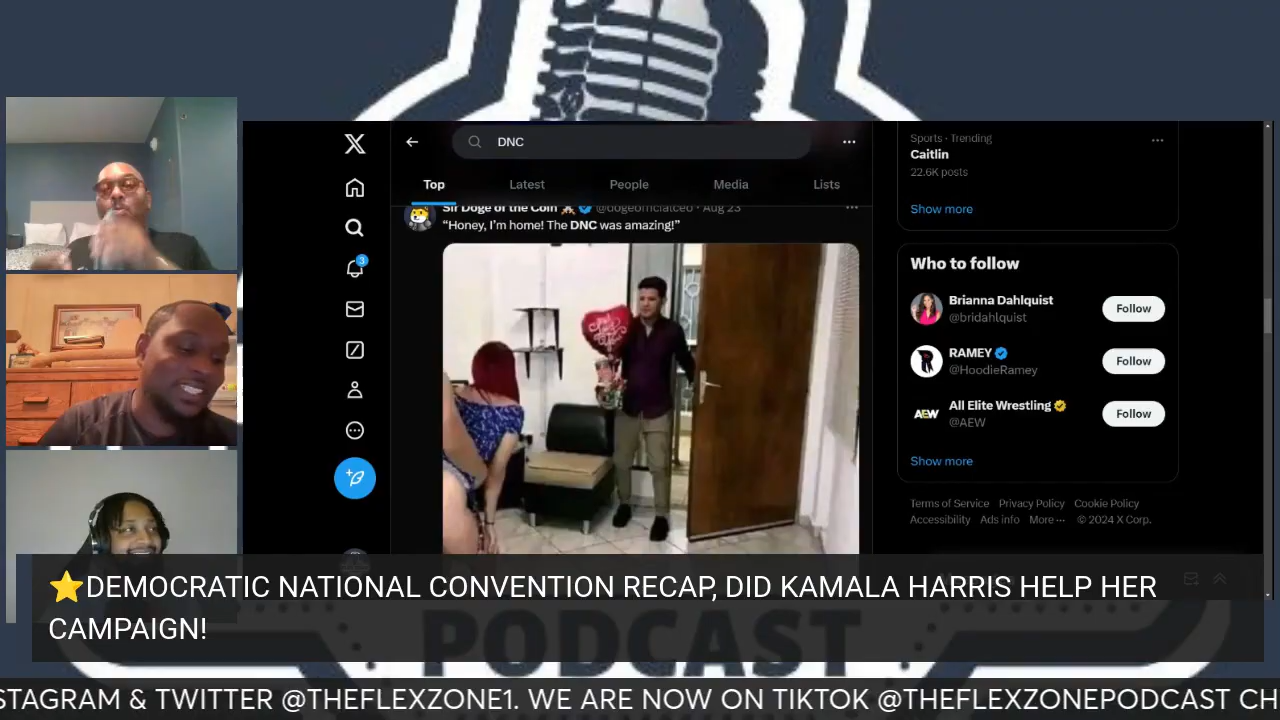 DNC
Top Latest People Media Lists
Sir Doge of the Coin @dogeofficialceo · Aug 23
“Honey, I’m home! The DNC was amazing!”
Sports · Trending
Caitlin
22.6K posts
Show more
Who to follow
Brianna Dahlquist
@bridahlquist
Follow
RAMEY
@HoodieRamey
Follow
All Elite Wrestling
@AEW
Follow
AEW
Show more
Terms of Service Privacy Policy Cookie Policy
Accessibility Ads info More ··· © 2024 X Corp.
3
⭐DEMOCRATIC NATIONAL CONVENTION RECAP, DID KAMALA HARRIS HELP HER
CAMPAIGN!
PODCAST
STAGRAM & TWITTER @THEFLEXZONE1. WE ARE NOW ON TIKTOK @THEFLEXZONEPODCAST CH